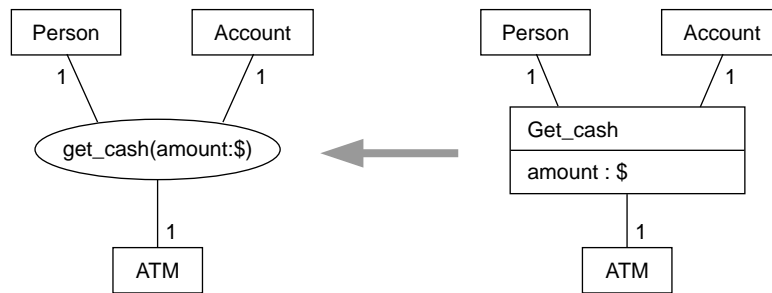 Person
Account
1
1
get_cash(amount:$)
1
ATM
Person
Account
1
1
Get_cash
amount : $
1
ATM